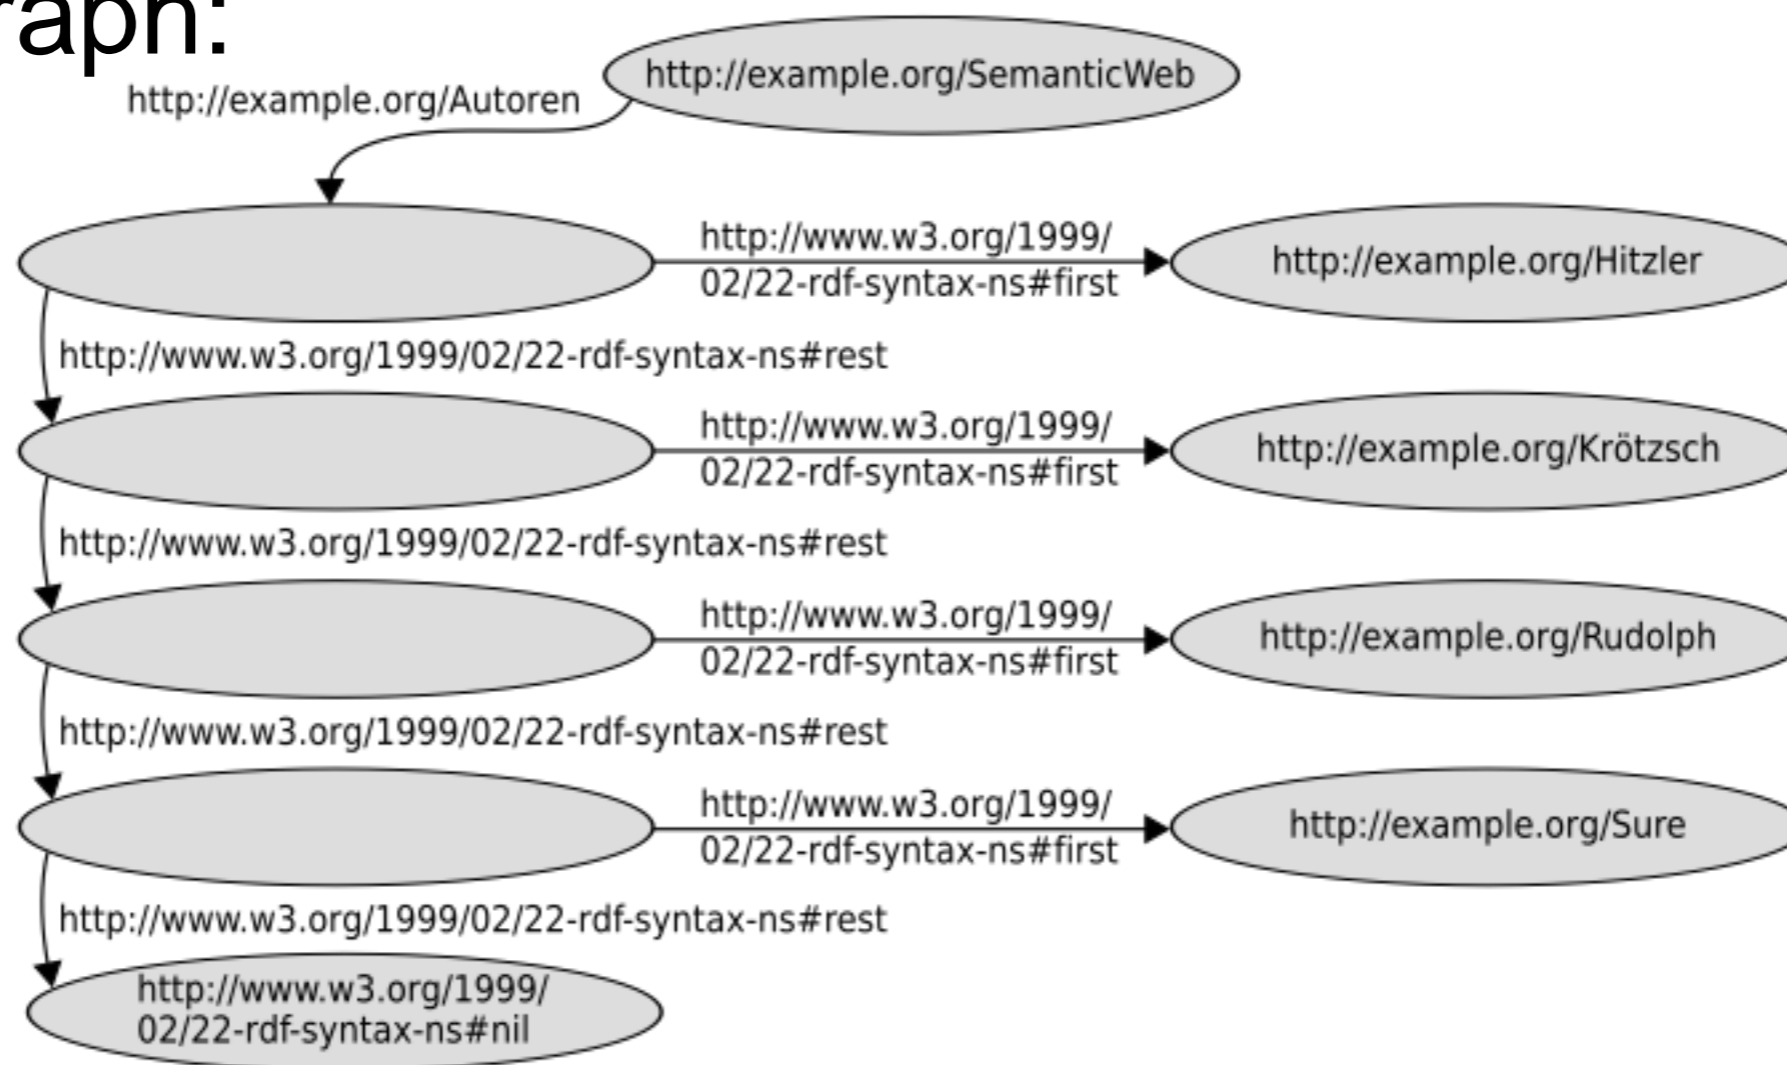 raph:
http://example.org/SemanticWeb
http://example.org/Autoren
http://www.w3.org/1999/
02/22-rdf-syntax-ns#first
http://example.org/Hitzler
http://www.w3.org/1999/02/22-rdf-syntax-ns#rest
http://www.w3.org/1999/
02/22-rdf-syntax-ns#first
http://example.org/Krötzsch
http://www.w3.org/1999/02/22-rdf-syntax-ns#rest
http://www.w3.org/1999/
02/22-rdf-syntax-ns#first
http://example.org/Rudolph
http://www.w3.org/1999/02/22-rdf-syntax-ns#rest
http://www.w3.org/1999/
02/22-rdf-syntax-ns#first
http://example.org/Sure
http://www.w3.org/1999/02/22-rdf-syntax-ns#rest
http://www.w3.org/1999/
02/22-rdf-syntax-ns#nil